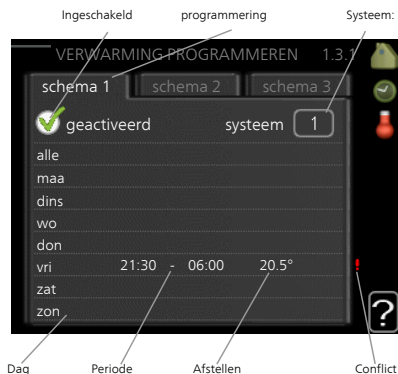 Ingeschakeld programmering Systeem:
VERWARMING PROGRAMMEREN 1.3.1
schema 1 schema 2 schema 3
geactiveerd systeem 1
alle
maa
dins
wo
don
vri 21:30 - 06:00 20.5° !
zat
zon
?
Dag Periode Afstellen Conflict